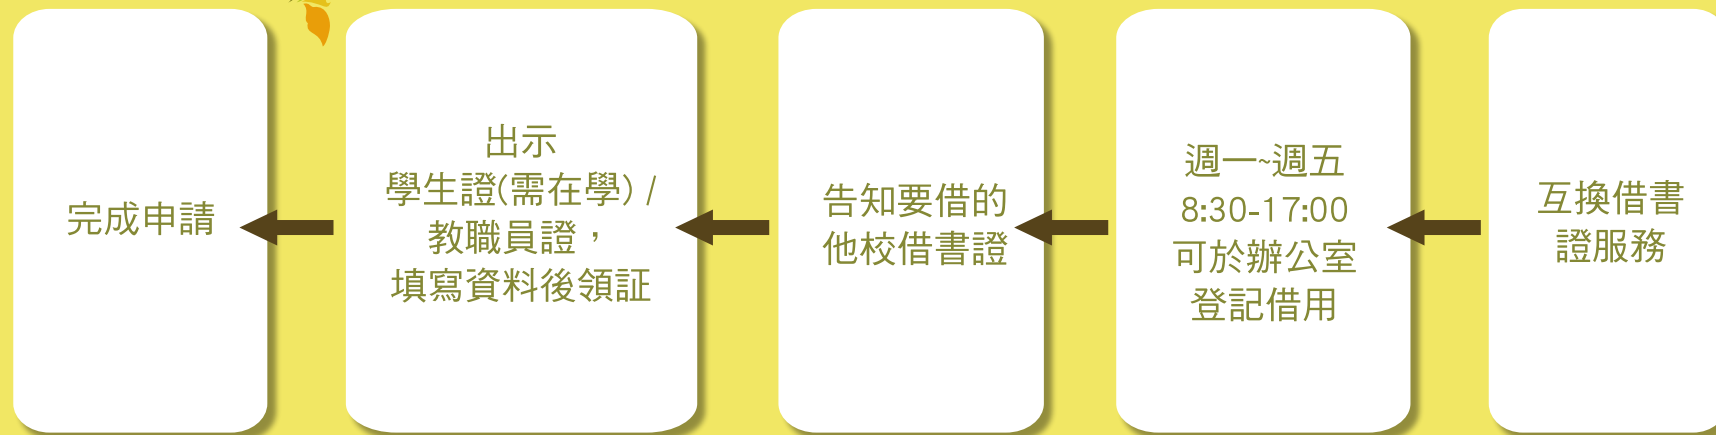 互換借書
證服務
週一~週五
8:30-17:00
可於辦公室
登記借用
告知要借的
他校借書證
出示
學生證(需在學) /
教職員證，
填寫資料後領証
完成申請